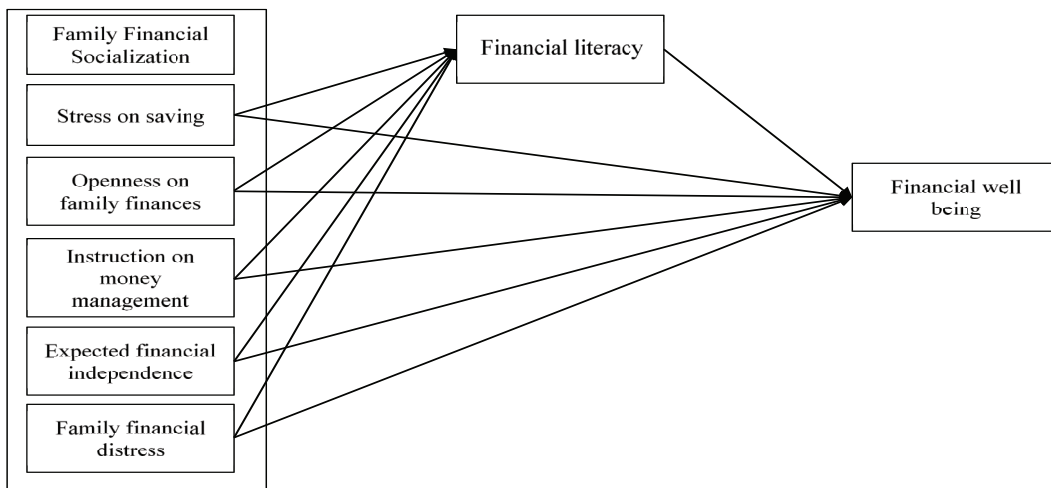 Family Financial
Socialization
Stress on saving
Openness on
family finances
Instruction on
money
management
Expected financial
independence
Family financial
distress
Financial literacy
Financial well
being